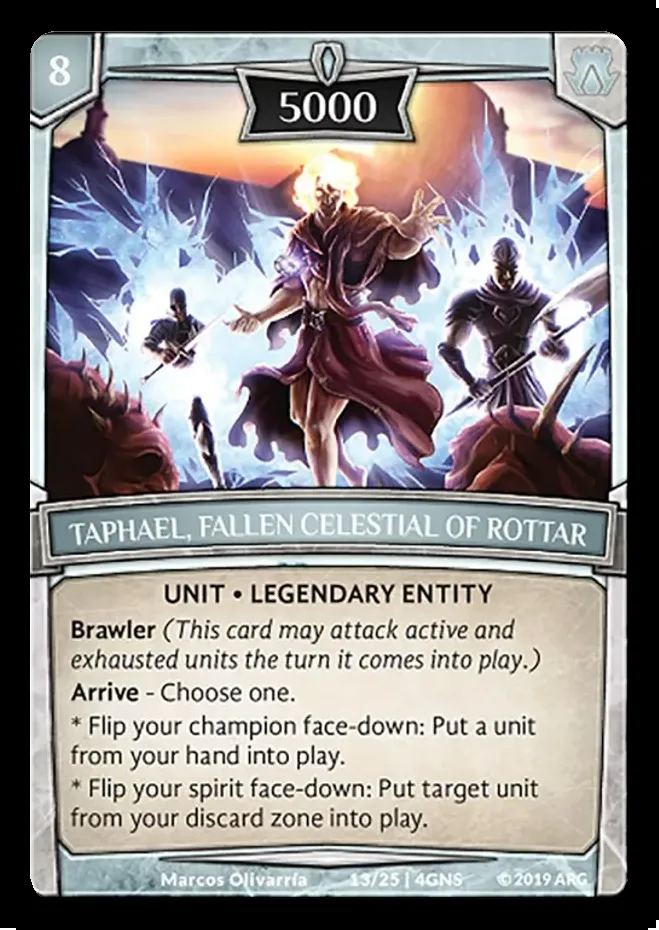 8
5000
TAPHAEL, FALLEN CELESTIAL OF ROTTAR
UNIT • LEGENDARY ENTITY
Brawler (This card may attack active and
exhausted units the turn it comes into play.)
Arrive - Choose one.
* Flip your champion face-down: Put a unit
from your hand into play.
* Flip your spirit face-down: Put target unit
from your discard zone into play.
Marcos Olivarría 13/25 | 4GNS © 2019 ARG